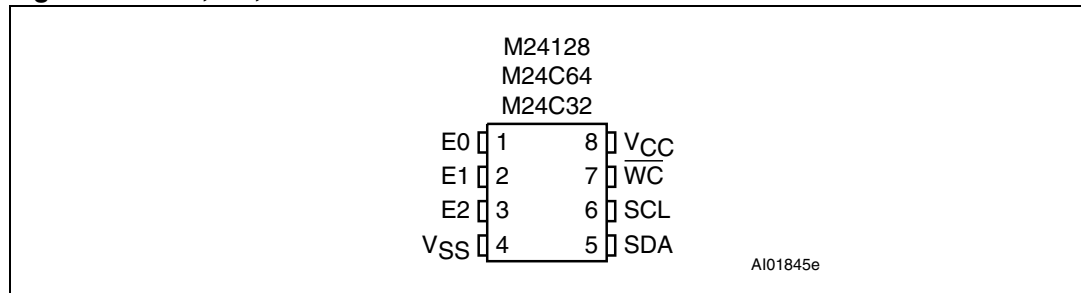 M24128
M24C64
M24C32
E0 1 8 VCC
E1 2 7 W̅C̅
E2 3 6 SCL
VSS 4 5 SDA
AI01845e